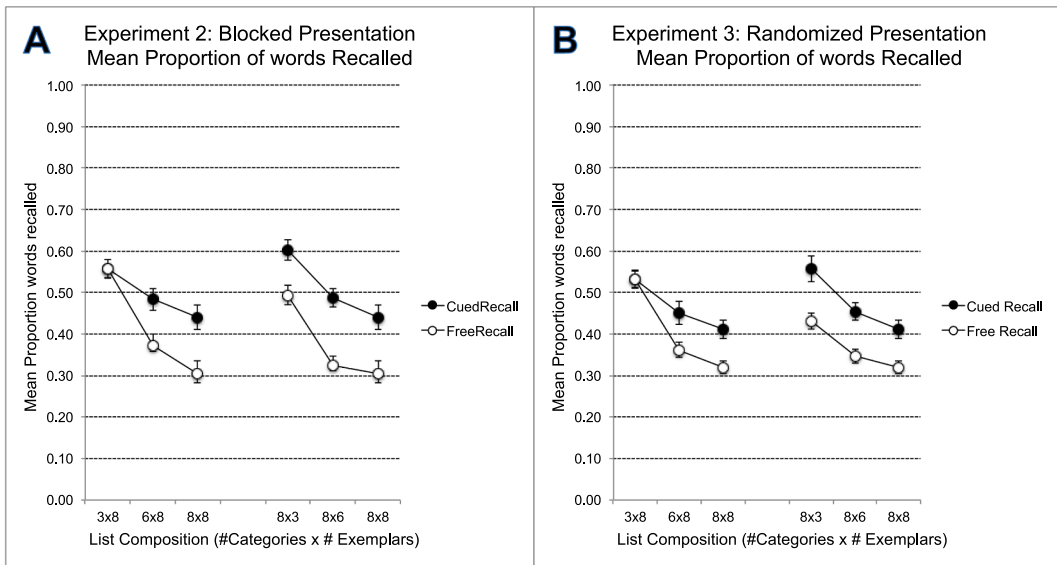 A
Experiment 2: Blocked Presentation
Mean Proportion of words Recalled
Mean Proportion words recalled
1.00
0.90
0.80
0.70
0.60
0.50
0.40
0.30
0.20
0.10
0.00
3x8 6x8 8x8 8x3 8x6 8x8
List Composition (#Categories x # Exemplars)
CuedRecall
FreeRecall
B
Experiment 3: Randomized Presentation
Mean Proportion of words Recalled
Mean Proportion words recalled
1.00
0.90
0.80
0.70
0.60
0.50
0.40
0.30
0.20
0.10
0.00
3x8 6x8 8x8 8x3 8x6 8x8
List Composition (#Categories x # Exemplars)
Cued Recall
Free Recall